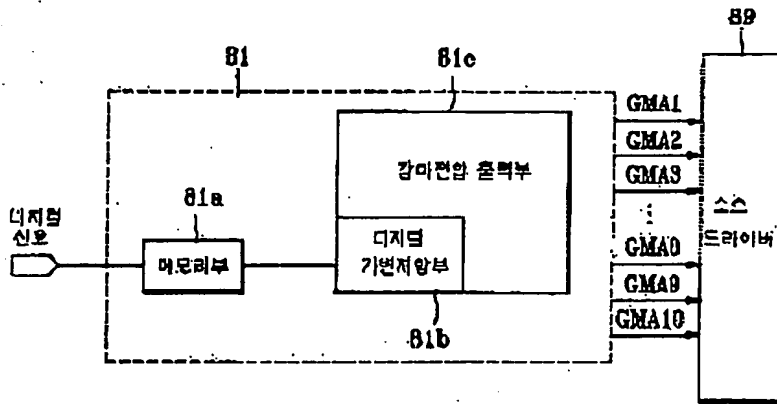 89
81
81c
GMA1
GMA2
감마전압 출력부
GMA3
81a
디지털
신호
소스
드라이버
디지털
가변저항부
메모리부
GMA8
GMA9
81b
GMA10